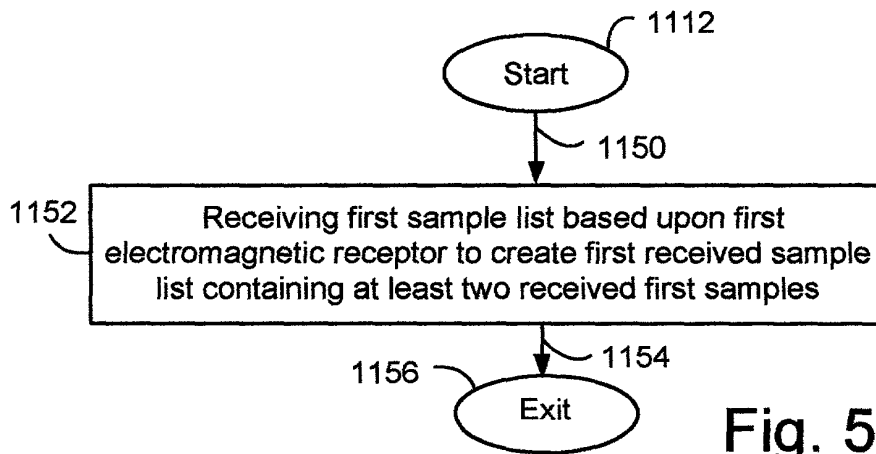 1112
Start
1150
1152
Receiving first sample list based upon first
electromagnetic receptor to create first received sample
list containing at least two received first samples
1154
1156
Exit
Fig. 5